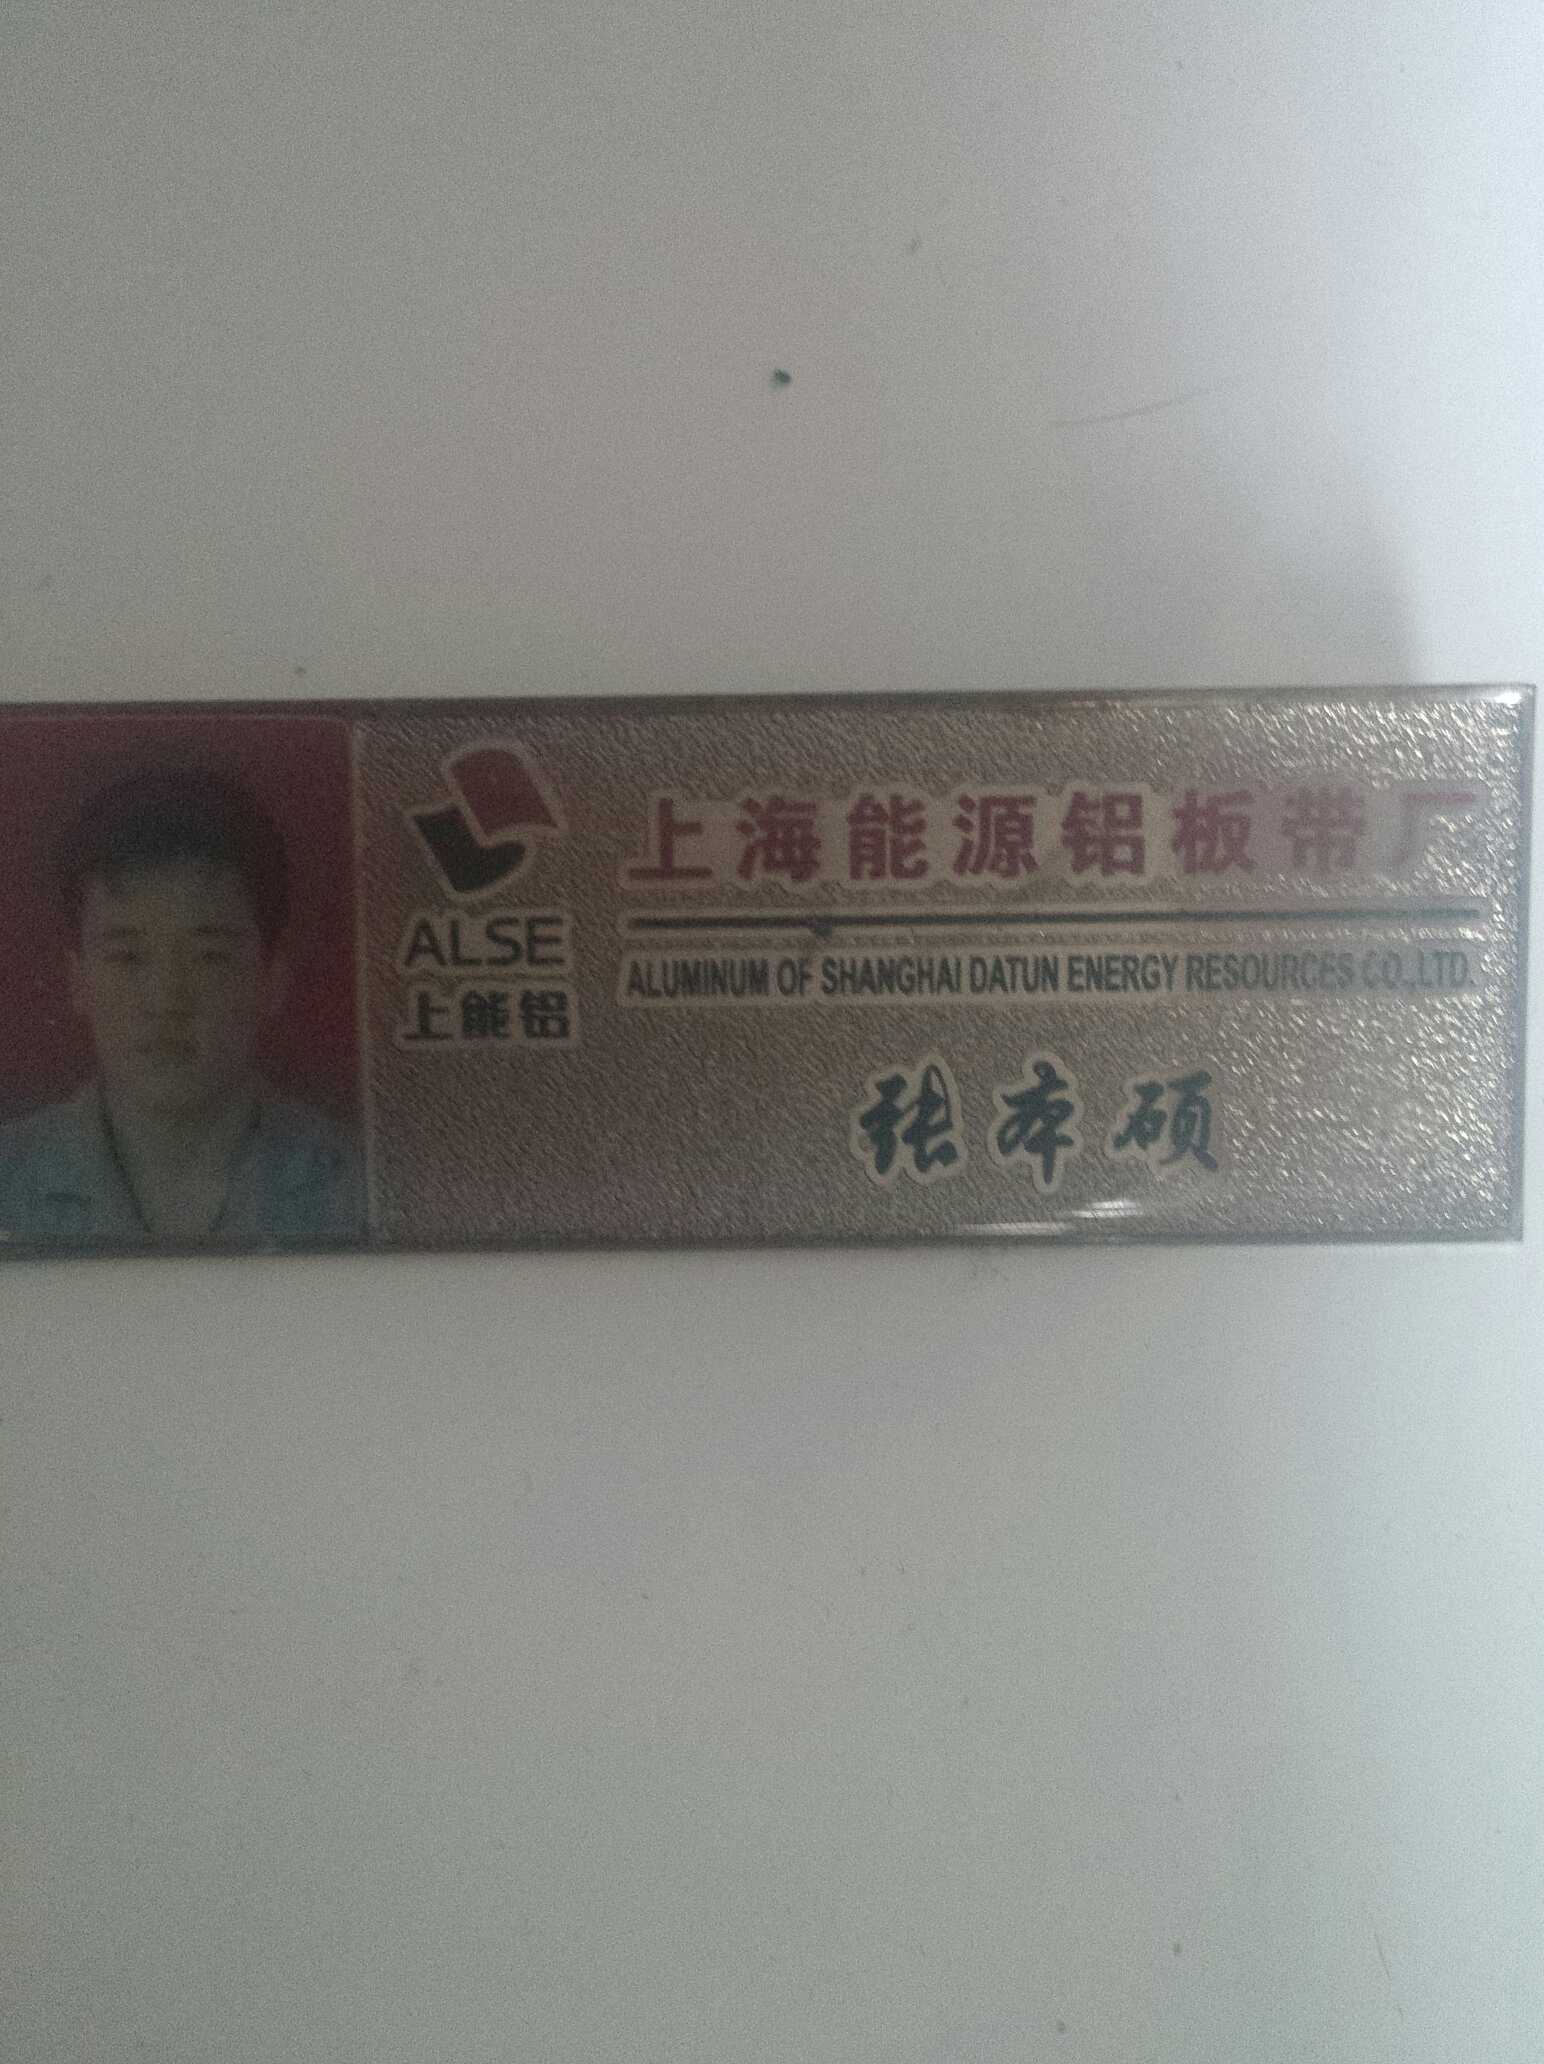 上海能源铝板带厂
ALSE
ALUMINUM OF SHANGHAI DATUN ENERGY RESOURCES CO.,LTD.
上能铝
张本硕